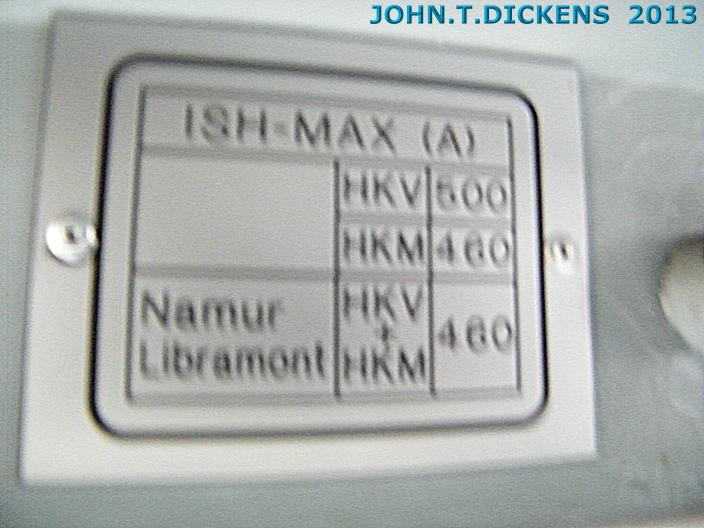 JOHN.T.DICKENS 2013
ISH-MAX (A)
HKV 500
HKM 460
Namur
Libramont
HKV
+
HKM
460